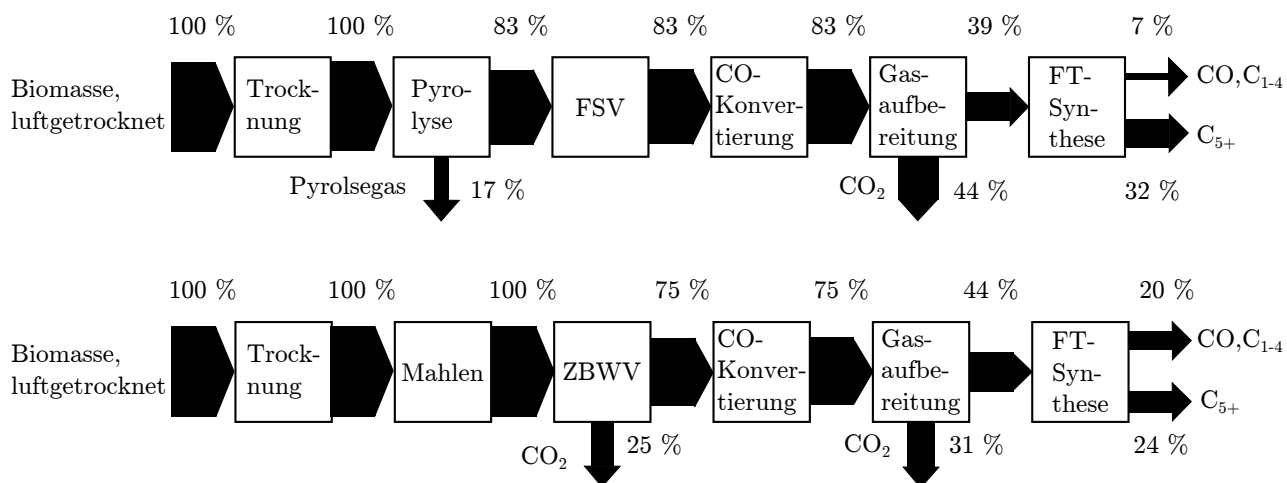 100 % 100 % 83 % 83 % 83 % 39 % 7 %
Biomasse,
luftgetrocknet
Trock-
nung
Pyro-
lyse
FSV
CO-
Konver-
tierung
Gas-
aufbe-
reitung
FT-
Syn-
these
CO,C₁₋₄
C₅₊
Pyrolsegas 17 % CO₂ 44 % 32 %
100 % 100 % 100 % 75 % 75 % 44 % 20 %
Biomasse,
luftgetrocknet
Trock-
nung
Mahlen
ZBWV
CO-
Konver-
tierung
Gas-
aufbe-
reitung
FT-
Syn-
these
CO,C₁₋₄
C₅₊
CO₂ 25 % CO₂ 31 % 24 %